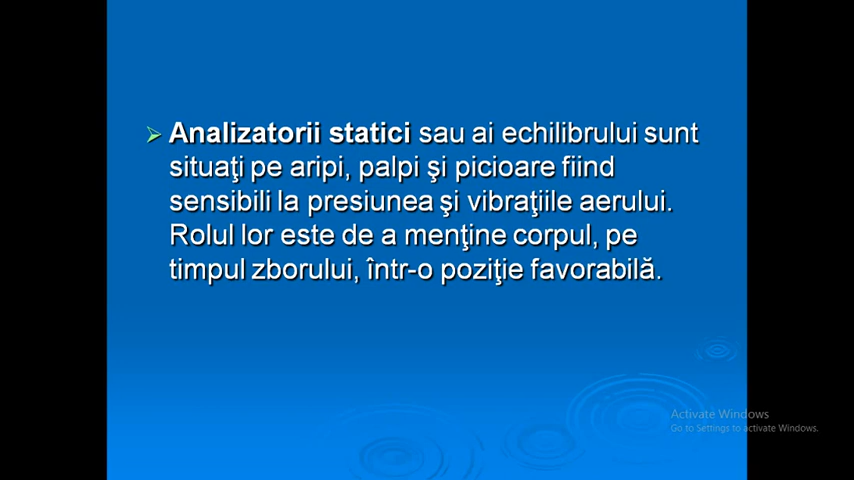 Analizatorii statici sau ai echilibrului sunt
situaţi pe aripi, palpi şi picioare fiind
sensibili la presiunea şi vibraţiile aerului.
Rolul lor este de a menţine corpul, pe
timpul zborului, într-o poziţie favorabilă.
Activate Windows
Go to Settings to activate Windows.